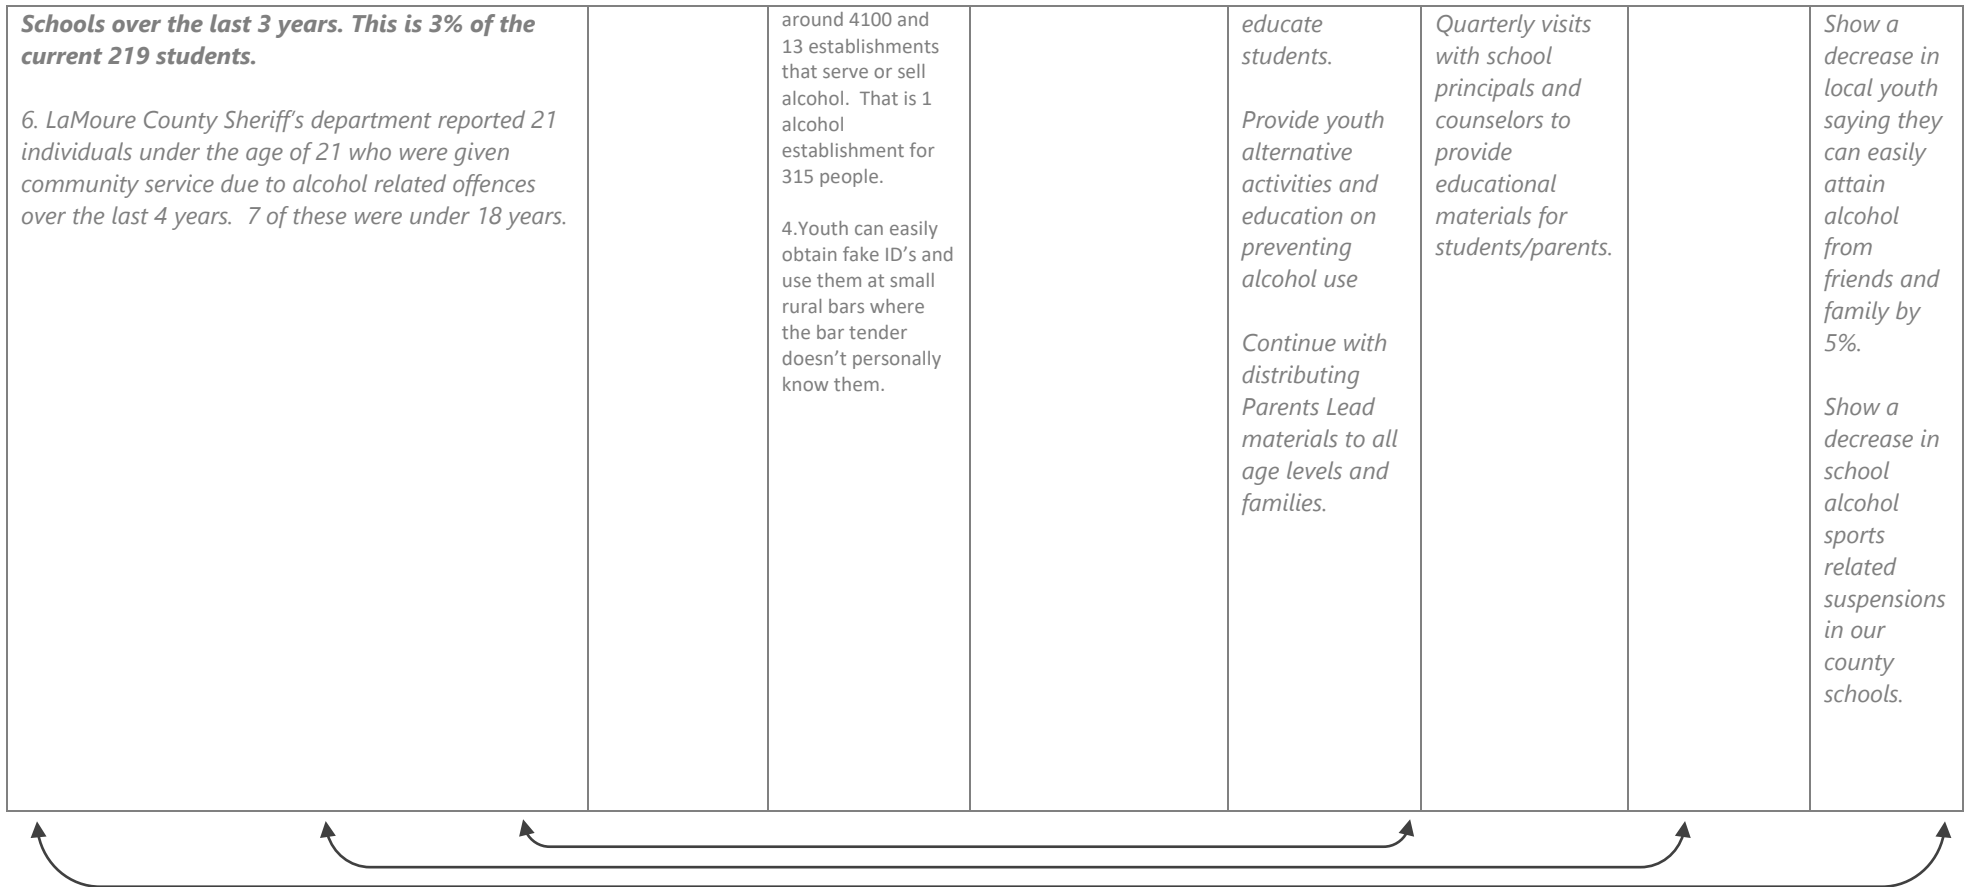 Schools over the last 3 years. This is 3% of the
current 219 students.
6. LaMoure County Sheriff's department reported 21
individuals under the age of 21 who were given
community service due to alcohol related offences
over the last 4 years.  7 of these were under 18 years.
around 4100 and
13 establishments
that serve or sell
alcohol.  That is 1
alcohol
establishment for
315 people.
4.Youth can easily
obtain fake ID's and
use them at small
rural bars where
the bar tender
doesn't personally
know them.
educate
students.
Provide youth
alternative
activities and
education on
preventing
alcohol use
Continue with
distributing
Parents Lead
materials to all
age levels and
families.
Quarterly visits
with school
principals and
counselors to
provide
educational
materials for
students/parents.
Show a
decrease in
local youth
saying they
can easily
attain
alcohol
from
friends and
family by
5%.
Show a
decrease in
school
alcohol
sports
related
suspensions
in our
county
schools.